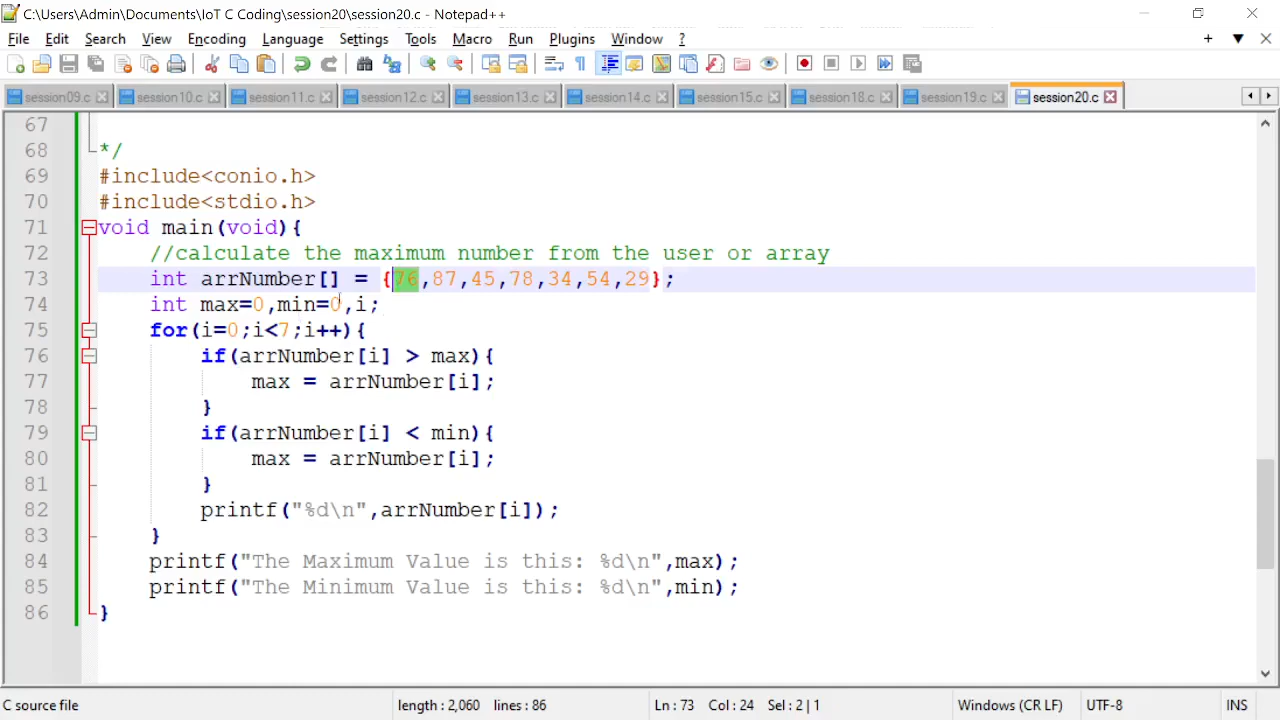 C:\Users\Admin\Documents\IoT C Coding\session20\session20.c - Notepad++
File Edit Search View Encoding Language Settings Tools Macro Run Plugins Window ?
session09.c session10.c session11.c session12.c session13.c session14.c session15.c session18.c session19.c session20.c
67
68 */
69 #include<conio.h>
70 #include<stdio.h>
71 void main(void){
72 //calculate the maximum number from the user or array
73 int arrNumber[] = {76,87,45,78,34,54,29};
74 int max=0,min=0,i;
75 for(i=0;i<7;i++){
76 if(arrNumber[i] > max){
77 max = arrNumber[i];
78 }
79 if(arrNumber[i] < min){
80 max = arrNumber[i];
81 }
82 printf("%d\n",arrNumber[i]);
83 }
84 printf("The Maximum Value is this: %d\n",max);
85 printf("The Minimum Value is this: %d\n",min);
86 }
C source file length : 2,060 lines : 86 Ln : 73 Col : 24 Sel : 2 | 1 Windows (CR LF) UTF-8 INS